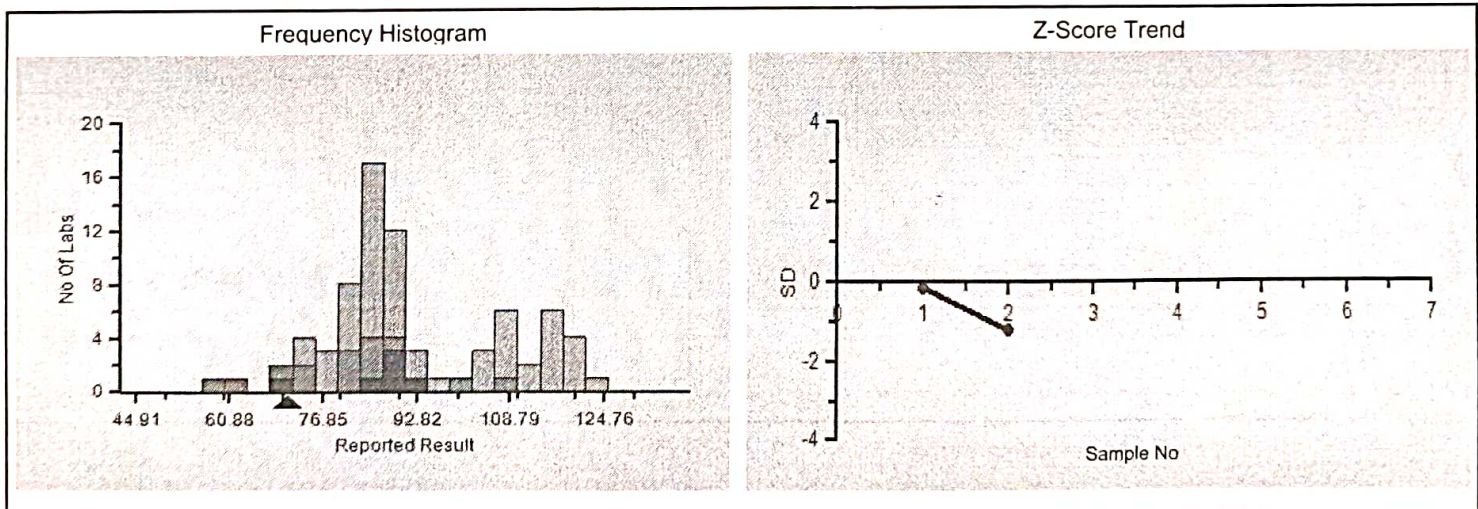 Frequency Histogram
20
16
12
8
4
0
No Of Labs
44.91 60.88 76.85 92.82 108.79 124.76
Reported Result
Z-Score Trend
4
2
0
-2
-4
SD
0 1 2 3 4 5 6 7
Sample No